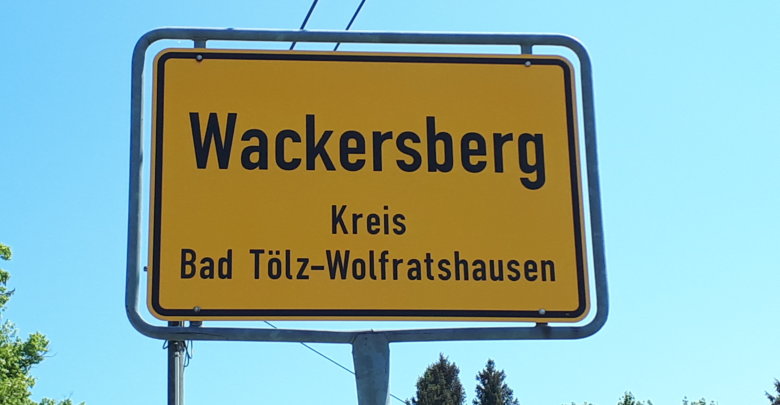 Wackersberg
Kreis
Bad Tölz-Wolfratshausen